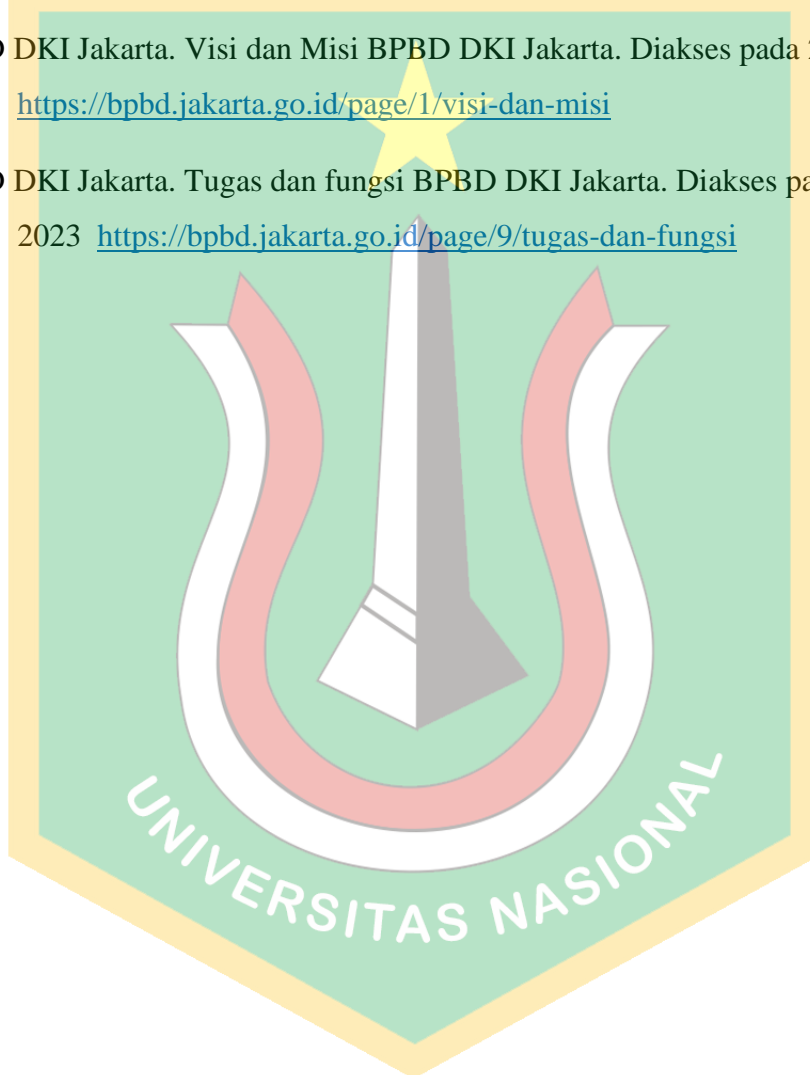 DKI Jakarta. Visi dan Misi BPBD DKI Jakarta. Diakses pada
https://bpbd.jakarta.go.id/page/1/visi-dan-misi
DKI Jakarta. Tugas dan fungsi BPBD DKI Jakarta. Diakses
2023 https://bpbd.jakarta.go.id/page/9/tugas-dan-fungsi
UNIVERSITAS NASIONAL